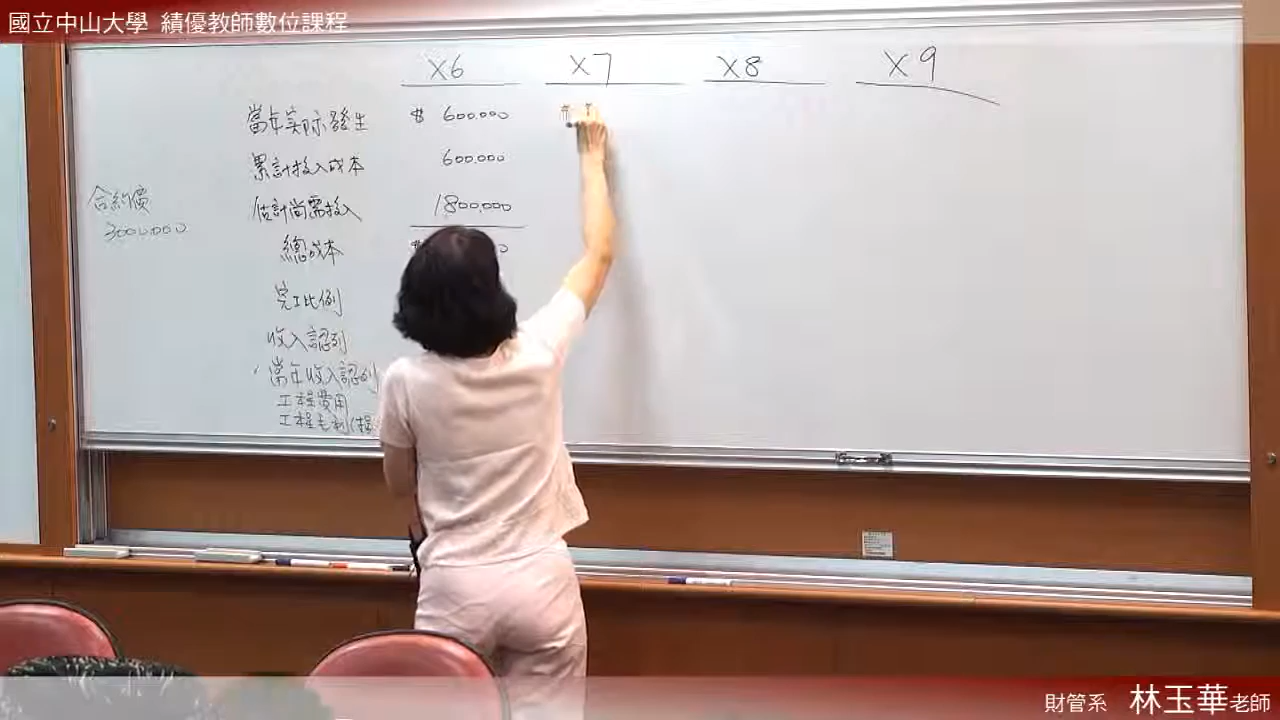 國立中山大學 績優教師數位課程
X6 X7 X8 X9
當年實際發生 $ 600,000 $
累計投入成本 600,000
合約價
3000,000
估計尚需投入 1800,000
總成本
完工比例
收入認列
當年收入認列
工程費用
工程毛利
財管系 林玉華老師